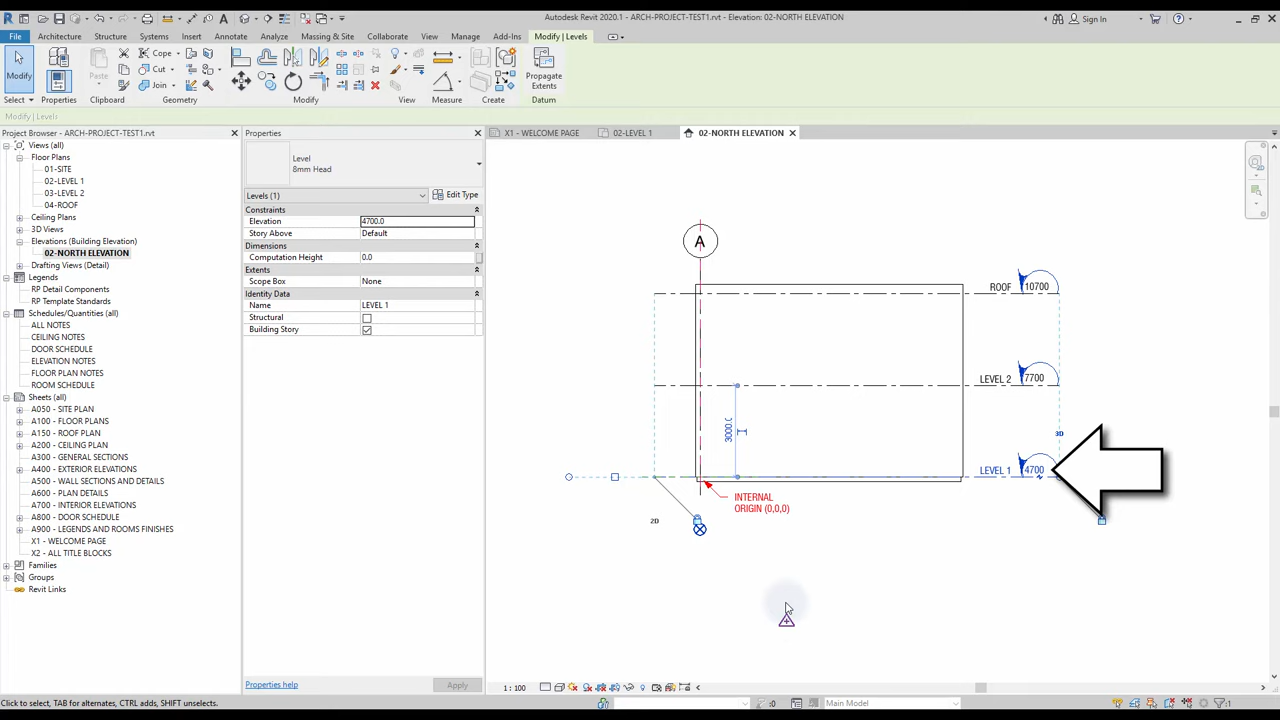 Autodesk Revit 2020.1 - ARCH-PROJECT-TEST1.rvt - Elevation: 02-NORTH ELEVATION
Sign In
File Architecture Structure Systems Insert Annotate Analyze Massing & Site Collaborate View Manage Add-Ins Modify | Levels
Modify
Select
Properties
Paste
Clipboard
Cope
Cut
Join
Geometry
Modify
View
Measure
Create
Propagate
Extents
Datum
Modify | Levels
Project Browser - ARCH-PROJECT-TEST1.rvt
Views (all)
Floor Plans
01-SITE
02-LEVEL 1
03-LEVEL 2
04-ROOF
Ceiling Plans
3D Views
Elevations (Building Elevation)
02-NORTH ELEVATION
Drafting Views (Detail)
Legends
RP Detail Components
RP Template Standards
Schedules/Quantities (all)
ALL NOTES
CEILING NOTES
DOOR SCHEDULE
ELEVATION NOTES
FLOOR PLAN NOTES
ROOM SCHEDULE
Sheets (all)
A050 - SITE PLAN
A100 - FLOOR PLANS
A150 - ROOF PLAN
A200 - CEILING PLAN
A300 - GENERAL SECTIONS
A400 - EXTERIOR ELEVATIONS
A500 - WALL SECTIONS AND DETAILS
A600 - PLAN DETAILS
A700 - INTERIOR ELEVATIONS
A800 - DOOR SCHEDULE
A900 - LEGENDS AND ROOMS FINISHES
X1 - WELCOME PAGE
X2 - ALL TITLE BLOCKS
Families
Groups
Revit Links
Properties
Level
8mm Head
Levels (1)
Edit Type
Constraints
Elevation 4700.0
Story Above Default
Dimensions
Computation Height 0.0
Extents
Scope Box None
Identity Data
Name LEVEL 1
Structural
Building Story
Properties help
Apply
X1 - WELCOME PAGE
02-LEVEL 1
02-NORTH ELEVATION
A
ROOF 10700
LEVEL 2 7700
3000.0
3D
LEVEL 1 4700
INTERNAL
ORIGIN (0,0,0)
2D
1 : 100
Click to select, TAB for alternates, CTRL adds, SHIFT unselects.
:0
Main Model
:1